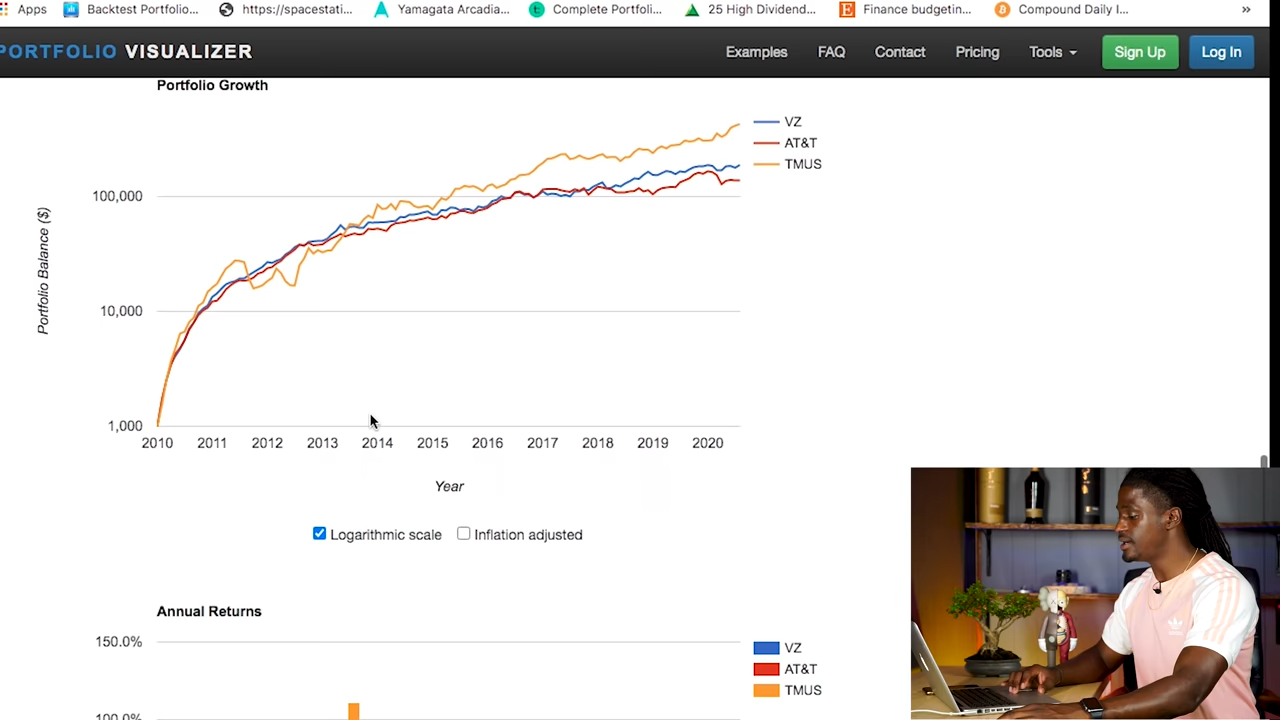 Apps Backtest Portfolio... https://spacestati... Yamagata Arcadia... Complete Portfoli... 25 High Dividend... Finance budgetin... Compound Daily I... »
PORTFOLIO VISUALIZER Examples FAQ Contact Pricing Tools Sign Up Log In
Portfolio Growth
VZ
AT&T
TMUS
Portfolio Balance ($)
100,000
10,000
1,000
2010 2011 2012 2013 2014 2015 2016 2017 2018 2019 2020
Year
Logarithmic scale Inflation adjusted
Annual Returns
150.0%
VZ
AT&T
TMUS
100.0%